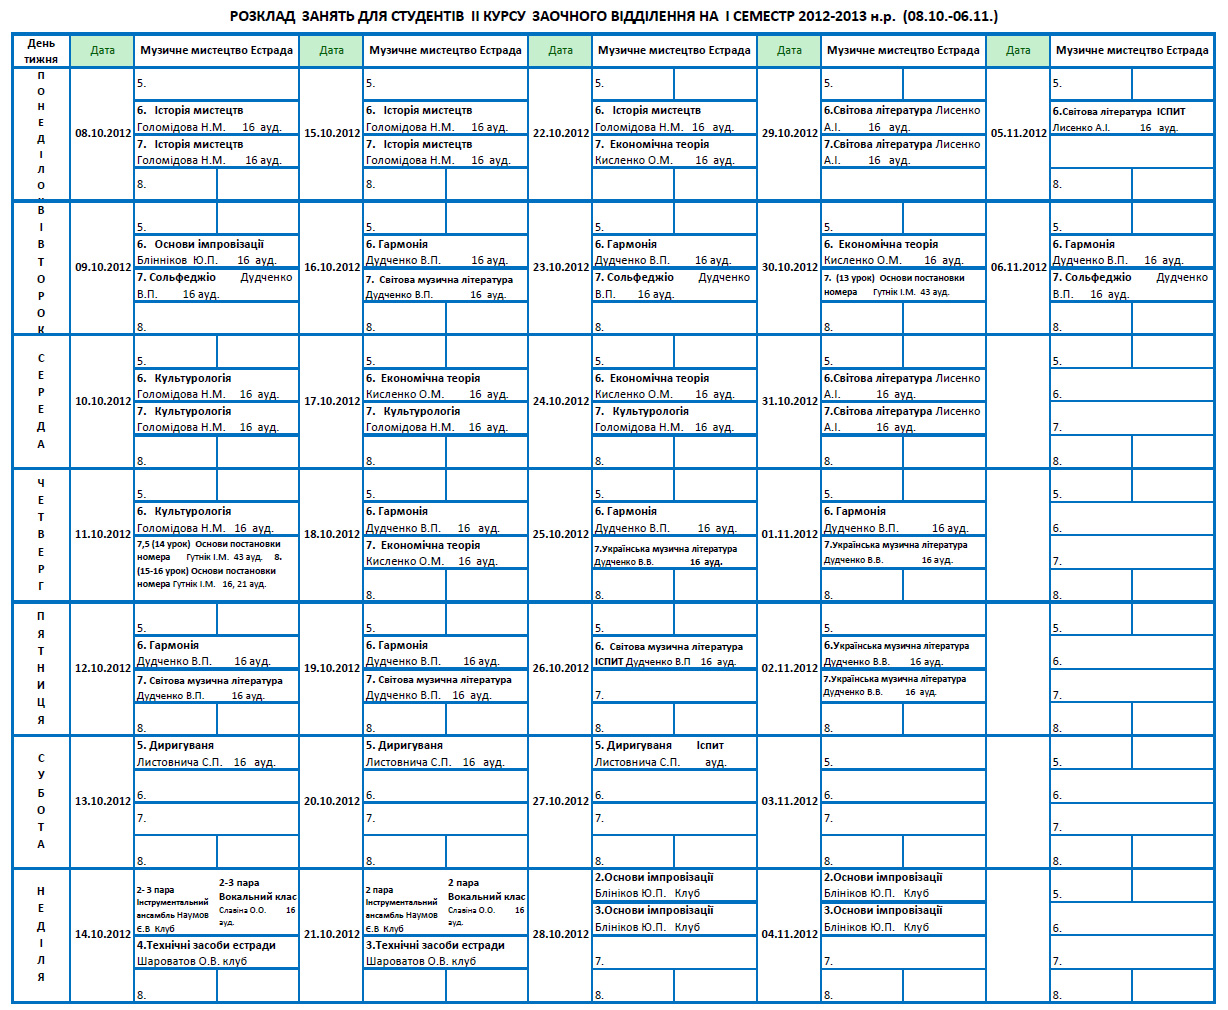 РОЗКЛАД ЗАНЯТЬ ДЛЯ СТУДЕНТІВ ІІ КУРСУ ЗАОЧНОГО ВІДДІЛЕННЯ НА І СЕМЕСТР 2012-2013 н.р. (08.10.-06.11.)
День тижня
Дата
Музичне мистецтво Естрада
Дата
Музичне мистецтво Естрада
Дата
Музичне мистецтво Естрада
Дата
Музичне мистецтво Естрада
Дата
Музичне мистецтво Естрада
ПОНЕДІЛОК
08.10.2012
5.
6. Історія мистецтв
Голомідова Н.М. 16 ауд.
7. Історія мистецтв
Голомідова Н.М. 16 ауд.
8.
15.10.2012
5.
6. Історія мистецтв
Голомідова Н.М. 16 ауд.
7. Історія мистецтв
Голомідова Н.М. 16 ауд.
8.
22.10.2012
5.
6. Історія мистецтв
Голомідова Н.М. 16 ауд.
7. Економічна теорія
Кисленко О.М. 16 ауд.
29.10.2012
5.
6.Світова література Лисенко
А.І. 16 ауд.
7.Світова література Лисенко
А.І. 16 ауд.
05.11.2012
5.
6.Світова література ІСПИТ
Лисенко А.І. 16 ауд.
8.
ВІВТОРОК
09.10.2012
5.
6. Основи імпровізації
Блінніков Ю.П. 16 ауд.
7. Сольфеджіо Дудченко
В.П. 16 ауд.
8.
16.10.2012
5.
6. Гармонія
Дудченко В.П. 16 ауд.
7. Світова музична література
Дудченко В.П. 16 ауд.
8.
23.10.2012
5.
6. Гармонія
Дудченко В.П. 16 ауд.
7. Сольфеджіо Дудченко
В.П. 16 ауд.
8.
30.10.2012
5.
6. Економічна теорія
Кисленко О.М. 16 ауд.
7. (13 урок) Основи постановки
номера Гутнік І.М. 43 ауд.
8.
06.11.2012
5.
6. Гармонія
Дудченко В.П. 16 ауд.
7. Сольфеджіо Дудченко
В.П. 16 ауд.
8.
СЕРЕДА
10.10.2012
5.
6. Культурологія
Голомідова Н.М. 16 ауд.
7. Культурологія
Голомідова Н.М. 16 ауд.
8.
17.10.2012
5.
6. Економічна теорія
Кисленко О.М. 16 ауд.
7. Культурологія
Голомідова Н.М. 16 ауд.
8.
24.10.2012
5.
6. Економічна теорія
Кисленко О.М. 16 ауд.
7. Культурологія
Голомідова Н.М. 16 ауд.
8.
31.10.2012
5.
6.Світова література Лисенко
А.І. 16 ауд.
7.Світова література Лисенко
А.І. 16 ауд.
8.
5.
6.
7.
8.
ЧЕТВЕРГ
11.10.2012
5.
6. Культурологія
Голомідова Н.М. 16 ауд.
7,5 (14 урок) Основи постановки
номера Гутнік І.М. 43 ауд. 8.
(15-16 урок) Основи постановки
номера Гутнік І.М. 16, 21 ауд.
18.10.2012
5.
6. Гармонія
Дудченко В.П. 16 ауд.
7. Економічна теорія
Кисленко О.М. 16 ауд.
8.
25.10.2012
5.
6. Гармонія
Дудченко В.П. 16 ауд.
7.Українська музична література
Дудченко В.В. 16 ауд.
8.
01.11.2012
5.
6. Гармонія
Дудченко В.П. 16 ауд.
7.Українська музична література
Дудченко В.В. 16 ауд.
8.
5.
6.
7.
8.
ПЯТНИЦЯ
12.10.2012
5.
6. Гармонія
Дудченко В.П. 16 ауд.
7. Світова музична література
Дудченко В.П. 16 ауд.
8.
19.10.2012
5.
6. Гармонія
Дудченко В.П. 16 ауд.
7. Світова музична література
Дудченко В.П. 16 ауд.
8.
26.10.2012
5.
6. Світова музична література
ІСПИТ Дудченко В.П 16 ауд.
7.
8.
02.11.2012
5.
6.Українська музична література
Дудченко В.В. 16 ауд.
7.Українська музична література
Дудченко В.В. 16 ауд.
8.
5.
6.
7.
8.
СУБОТА
13.10.2012
5. Диригуваня
Листовнича С.П. 16 ауд.
6.
7.
8.
20.10.2012
5. Диригуваня
Листовнича С.П. 16 ауд.
6.
7.
8.
27.10.2012
5. Диригуваня Іспит
Листовнича С.П. ауд.
6.
7.
8.
03.11.2012
5.
6.
7.
8.
5.
6.
7.
8.
НЕДІЛЯ
14.10.2012
2- 3 пара
Інструментальний
ансамбль Наумов
Є.В Клуб
2-3 пара
Вокальний клас
Славіна О.О. 16
ауд.
4.Технічні засоби естради
Шароватов О.В. клуб
8.
21.10.2012
2 пара
Інструментальний
ансамбль Наумов
Є.В Клуб
2 пара
Вокальний клас
Славіна О.О. 16
ауд.
3.Технічні засоби естради
Шароватов О.В. клуб
28.10.2012
2.Основи імпровізації
Блініков Ю.П. Клуб
3.Основи імпровізації
Блініков Ю.П. Клуб
7.
8.
04.11.2012
2.Основи імпровізації
Блініков Ю.П. Клуб
3.Основи імпровізації
Блініков Ю.П. Клуб
7.
8.
5.
6.
7.
8.